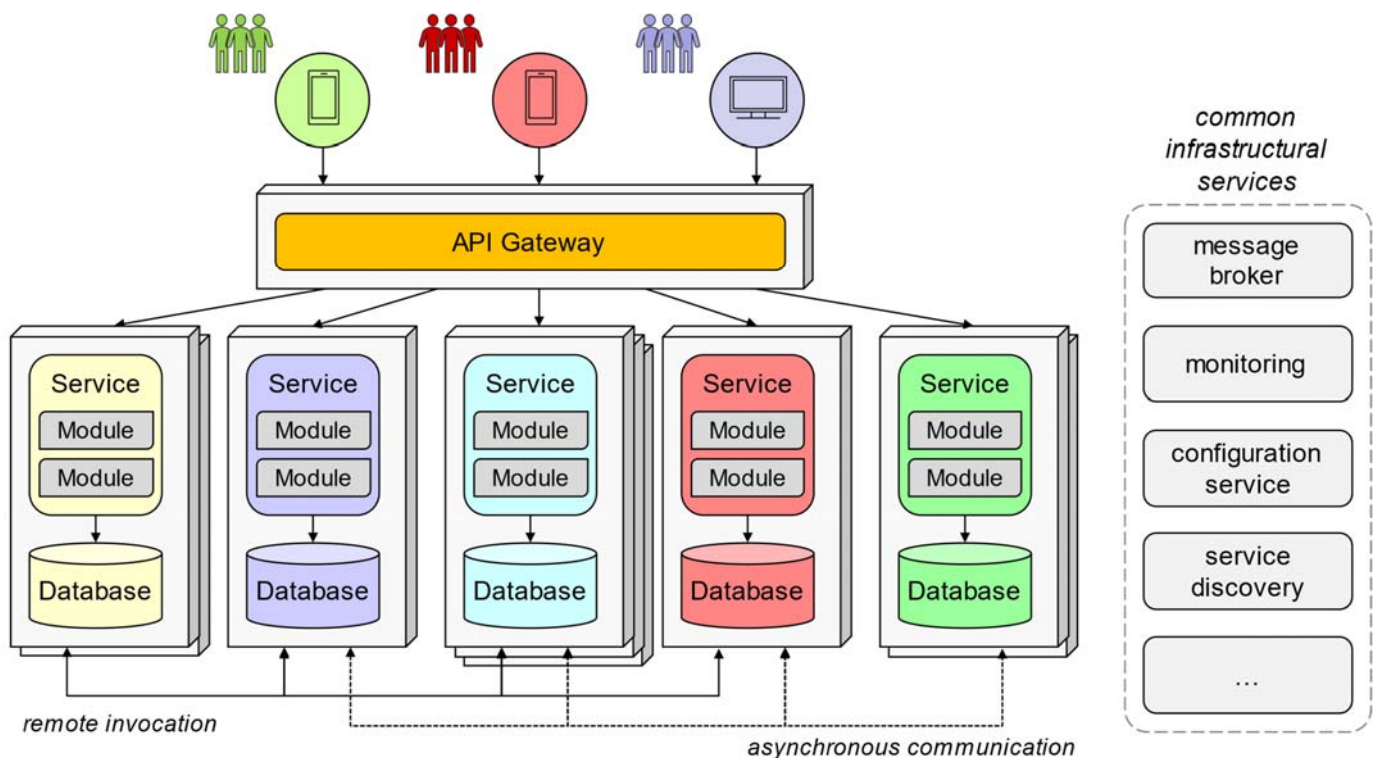 common
infrastructural
services
API Gateway
message
broker
monitoring
configuration
service
service
discovery
…
Service
Module
Module
Database
Service
Module
Module
Database
Service
Module
Module
Database
Service
Module
Module
Database
Service
Module
Module
Database
remote invocation
asynchronous communication